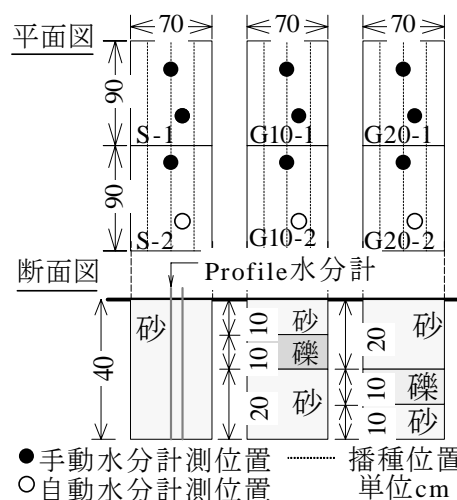 平面図
70 70 70
90
S-1 G10-1 G20-1
90
S-2 G10-2 G20-2
断面図 Profile水分計
40
砂
10 砂
10 礫
20 砂
20 砂
10 礫
10 砂
●手動水分計測位置 ········ 播種位置
○自動水分計測位置 単位cm